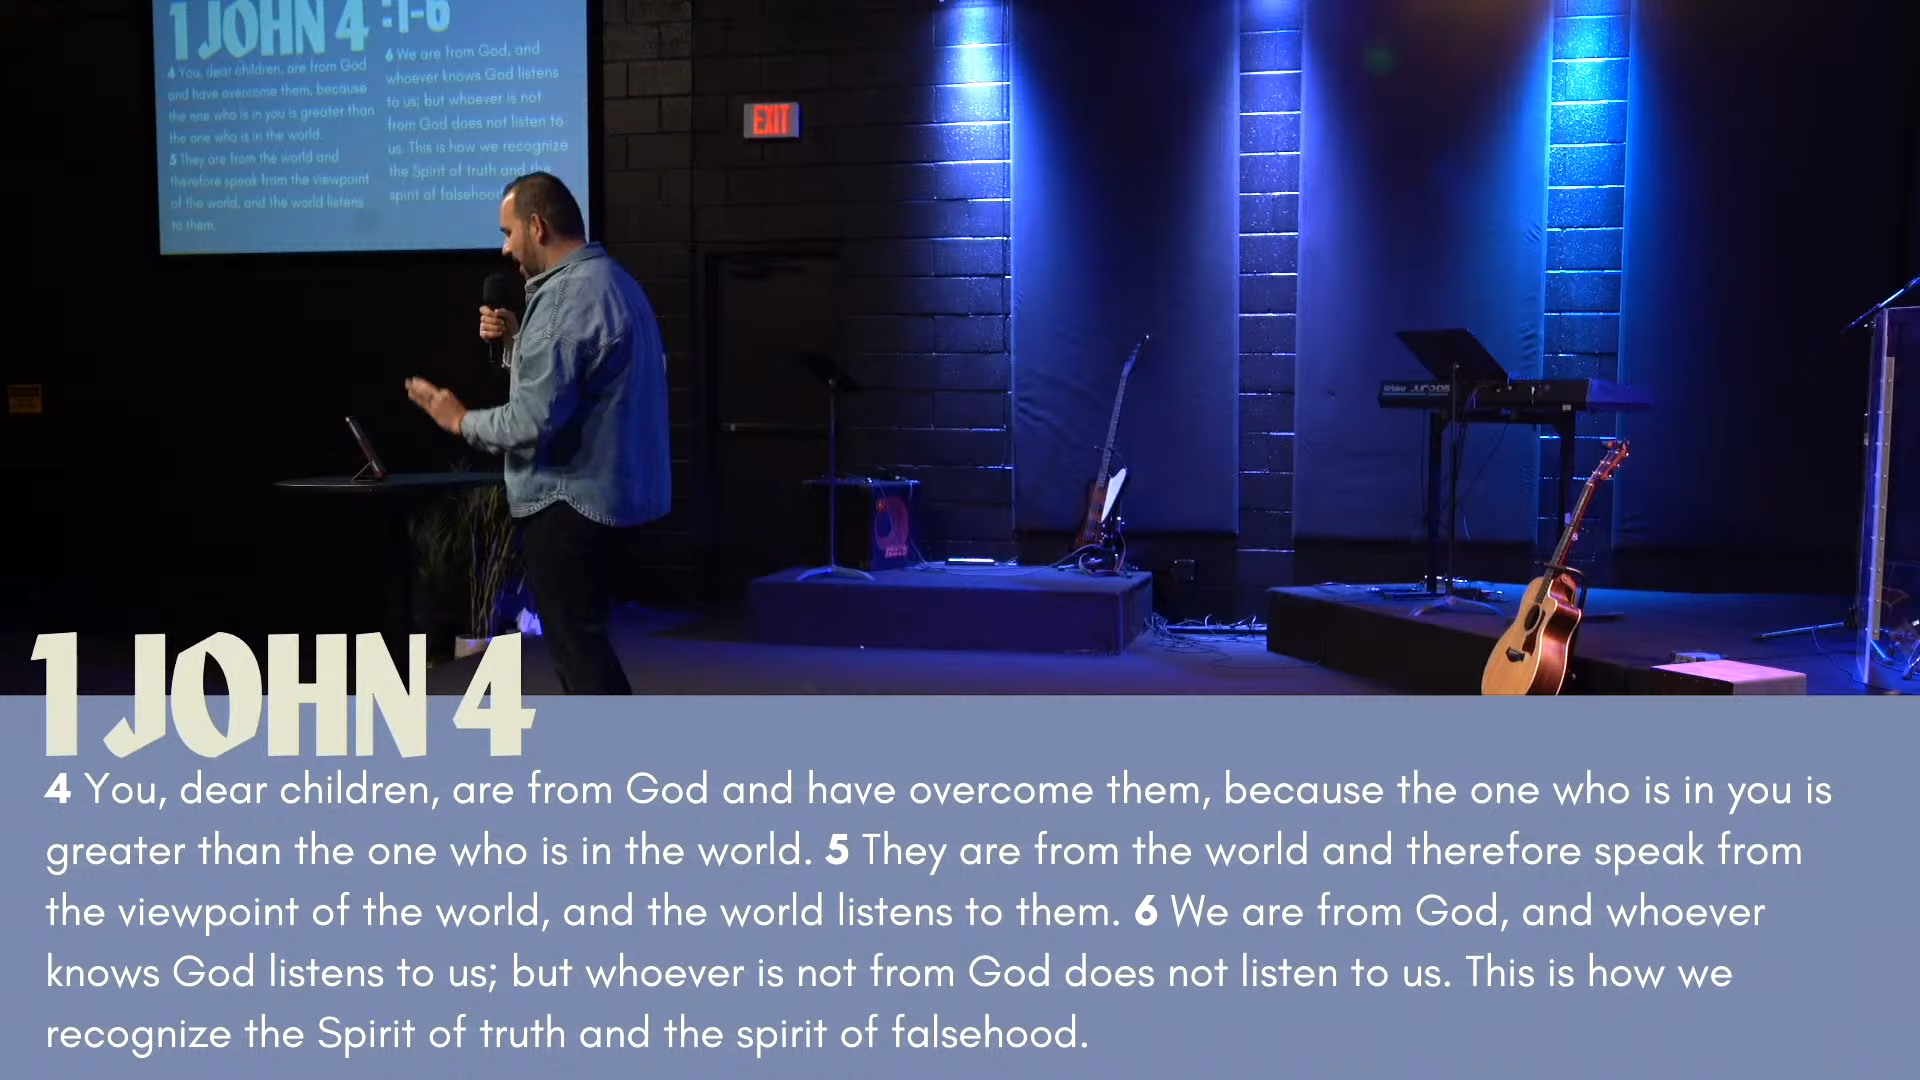 1 JOHN 4 :1-6
4 You, dear children, are from God
and have overcome them, because
the one who is in you is greater than
the one who is in the world.
5 They are from the world and
therefore speak from the viewpoint
of the world, and the world listens
to them.
6 We are from God, and
whoever knows God listens
to us; but whoever is not
from God does not listen to
us. This is how we recognize
the Spirit of truth and the
spirit of falsehood
EXIT
1 JOHN 4
4 You, dear children, are from God and have overcome them, because the one who is in you is
greater than the one who is in the world. 5 They are from the world and therefore speak from
the viewpoint of the world, and the world listens to them. 6 We are from God, and whoever
knows God listens to us; but whoever is not from God does not listen to us. This is how we
recognize the Spirit of truth and the spirit of falsehood.